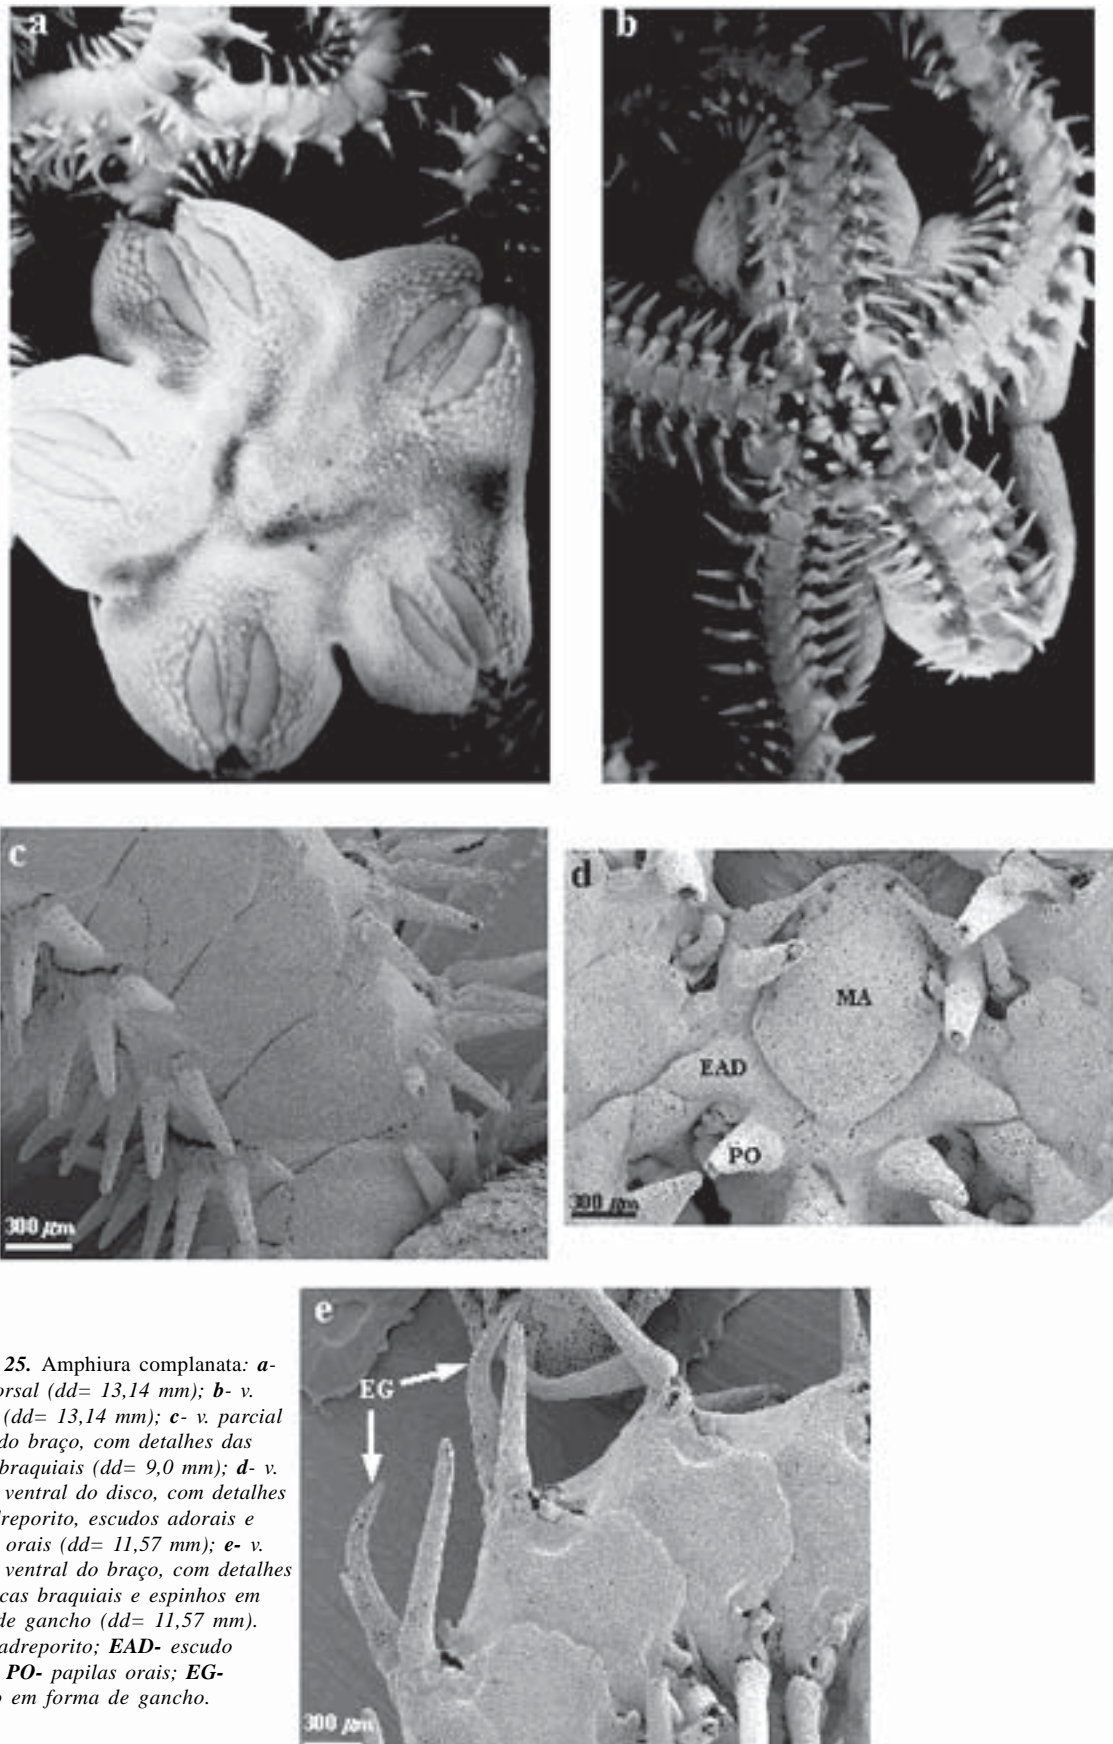 a
b
c
300 µm
d
MA
EAD
PO
300 µm
e
EG
300 µm
25. Amphiura complanata: a-
orsal (dd= 13,14 mm); b- v.
(dd= 13,14 mm); c- v. parcial
do braço, com detalhes das
braquiais (dd= 9,0 mm); d- v.
ventral do disco, com detalhes
reporito, escudos adorais e
orais (dd= 11,57 mm); e- v.
ventral do braço, com detalhes
cas braquiais e espinhos em
de gancho (dd= 11,57 mm).
adreporito; EAD- escudo
PO- papilas orais; EG-
o em forma de gancho.